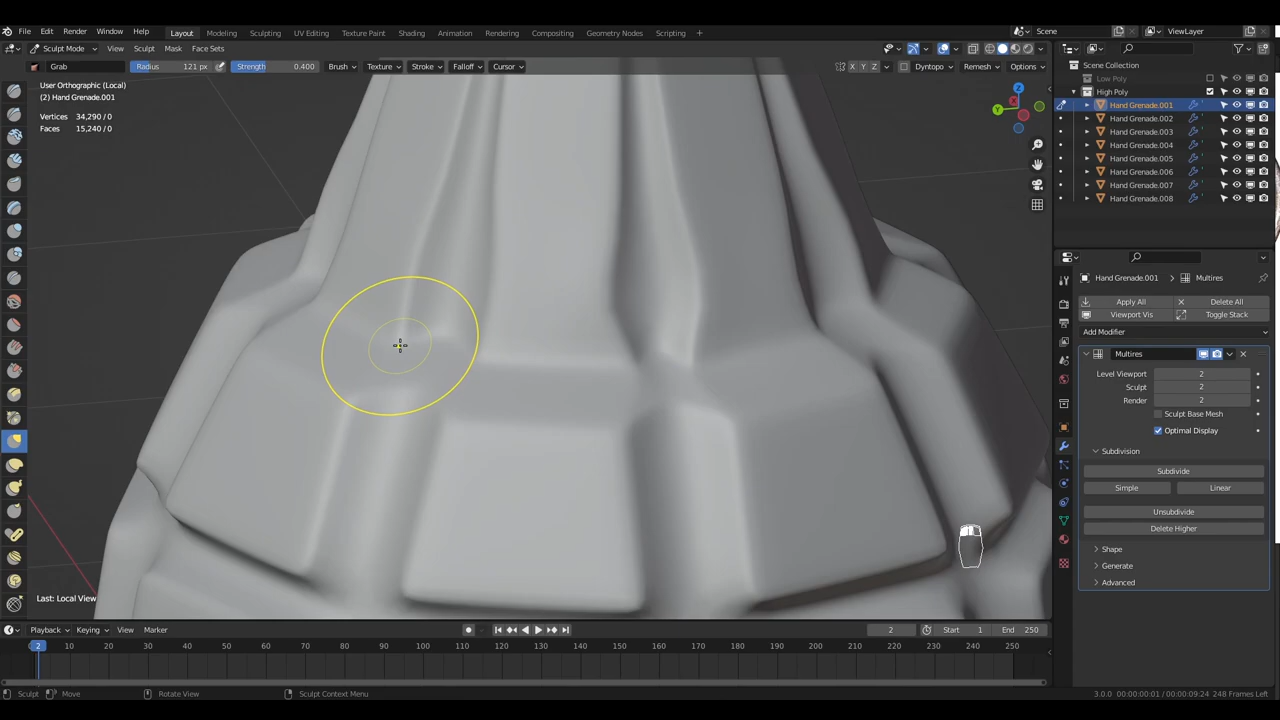 File Edit Render Window Help Layout Modeling Sculpting UV Editing Texture Paint Shading Animation Rendering Compositing Geometry Nodes Scripting + Scene ViewLayer
Sculpt Mode View Sculpt Mask Face Sets
Grab Radius 121 px Strength 0.400 Brush Texture Stroke Falloff Cursor X Y Z Dyntopo Remesh Options
Scene Collection
Low Poly
High Poly
Hand Grenade.001
Hand Grenade.002
Hand Grenade.003
Hand Grenade.004
Hand Grenade.005
Hand Grenade.006
Hand Grenade.007
Hand Grenade.008
User Orthographic (Local)
(2) Hand Grenade.001
Vertices 34,290 / 0
Faces 15,240 / 0
Z
Y
Hand Grenade.001 > Multires
Apply All Delete All
Viewport Vis Toggle Stack
Add Modifier
Multires
Level Viewport 2
Sculpt 2
Render 2
Sculpt Base Mesh
Optimal Display
Subdivision
Subdivide
Simple Linear
Unsubdivide
Delete Higher
Shape
Generate
Advanced
Last: Local View
Playback Keying View Marker 2 Start 1 End 250
2 10 20 30 40 50 60 70 80 90 100 110 120 130 140 150 160 170 180 190 200 210 220 230 240 250
Sculpt Move Rotate View Sculpt Context Menu 3.0.0 00:00:00:01 / 00:00:09:24 248 Frames Left